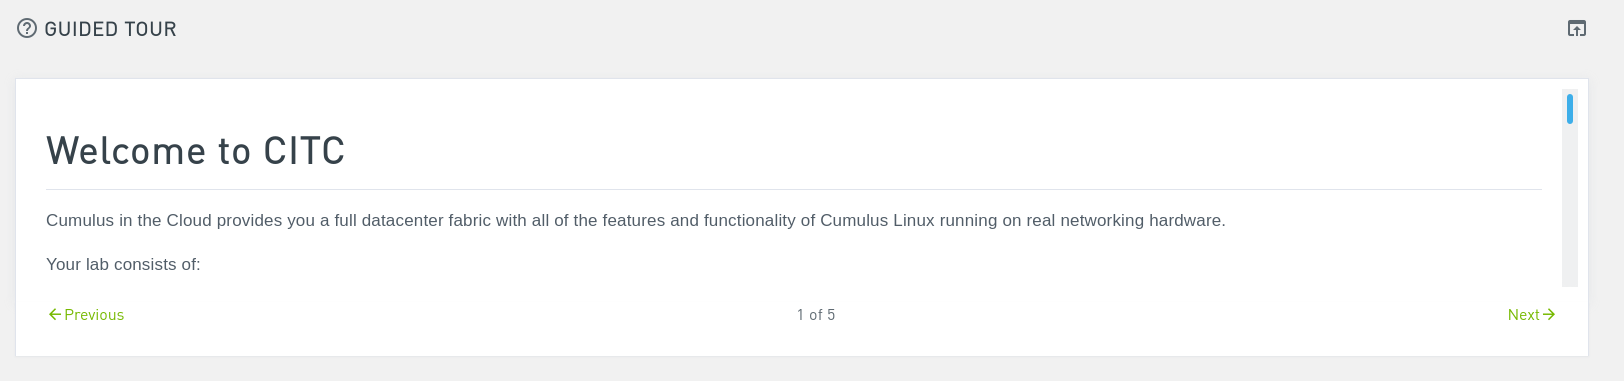 GUIDED TOUR
Welcome to CITC
Cumulus in the Cloud provides you a full datacenter fabric with all of the features and functionality of Cumulus Linux running on real networking hardware.
Your lab consists of:
Previous
1 of 5
Next